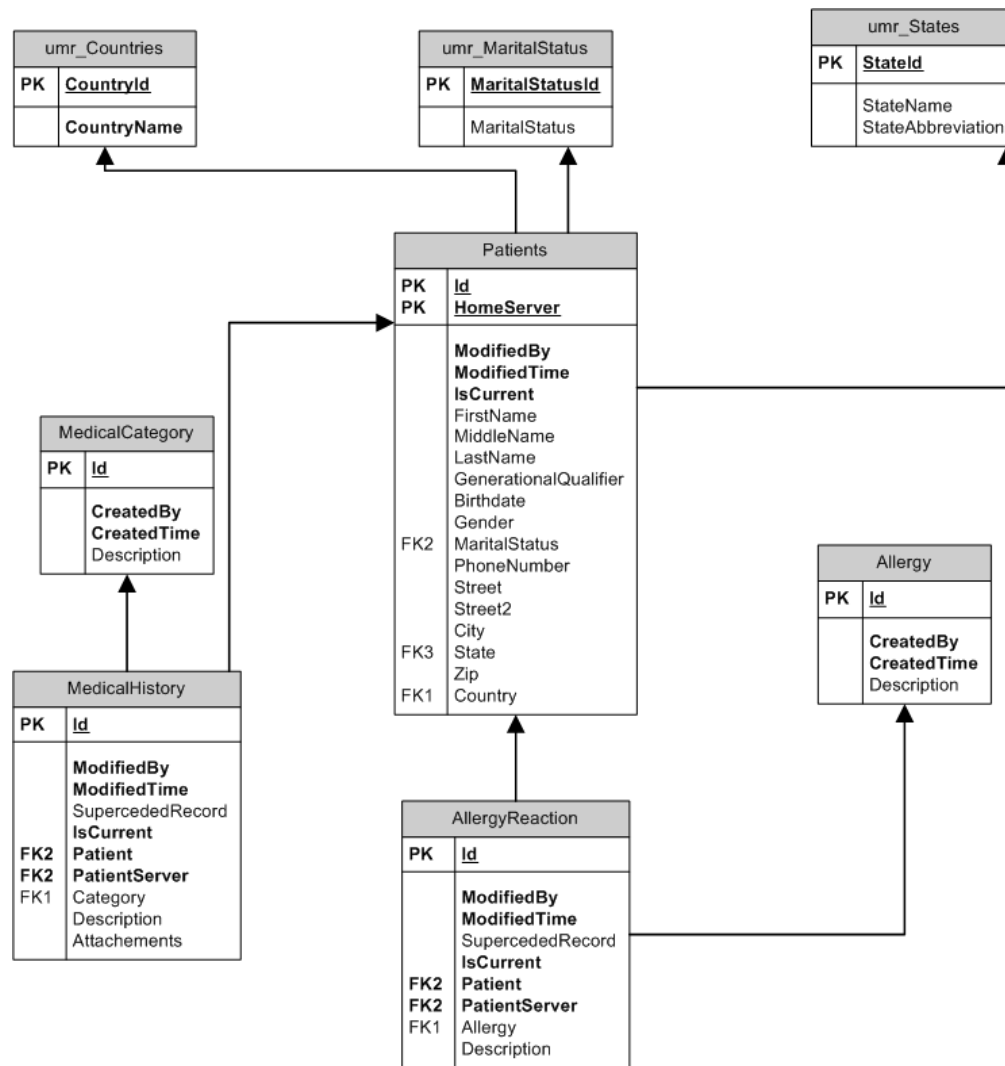 umr_Countries
PK CountryId
CountryName
umr_MaritalStatus
PK MaritalStatusId
MaritalStatus
umr_States
PK StateId
StateName
StateAbbreviation
Patients
PK Id
PK HomeServer
ModifiedBy
ModifiedTime
IsCurrent
FirstName
MiddleName
LastName
GenerationalQualifier
Birthdate
Gender
FK2 MaritalStatus
PhoneNumber
Street
Street2
City
FK3 State
Zip
FK1 Country
MedicalCategory
PK Id
CreatedBy
CreatedTime
Description
Allergy
PK Id
CreatedBy
CreatedTime
Description
MedicalHistory
PK Id
ModifiedBy
ModifiedTime
SupercededRecord
IsCurrent
FK2 Patient
FK2 PatientServer
FK1 Category
Description
Attachements
AllergyReaction
PK Id
ModifiedBy
ModifiedTime
SupercededRecord
IsCurrent
FK2 Patient
FK2 PatientServer
FK1 Allergy
Description